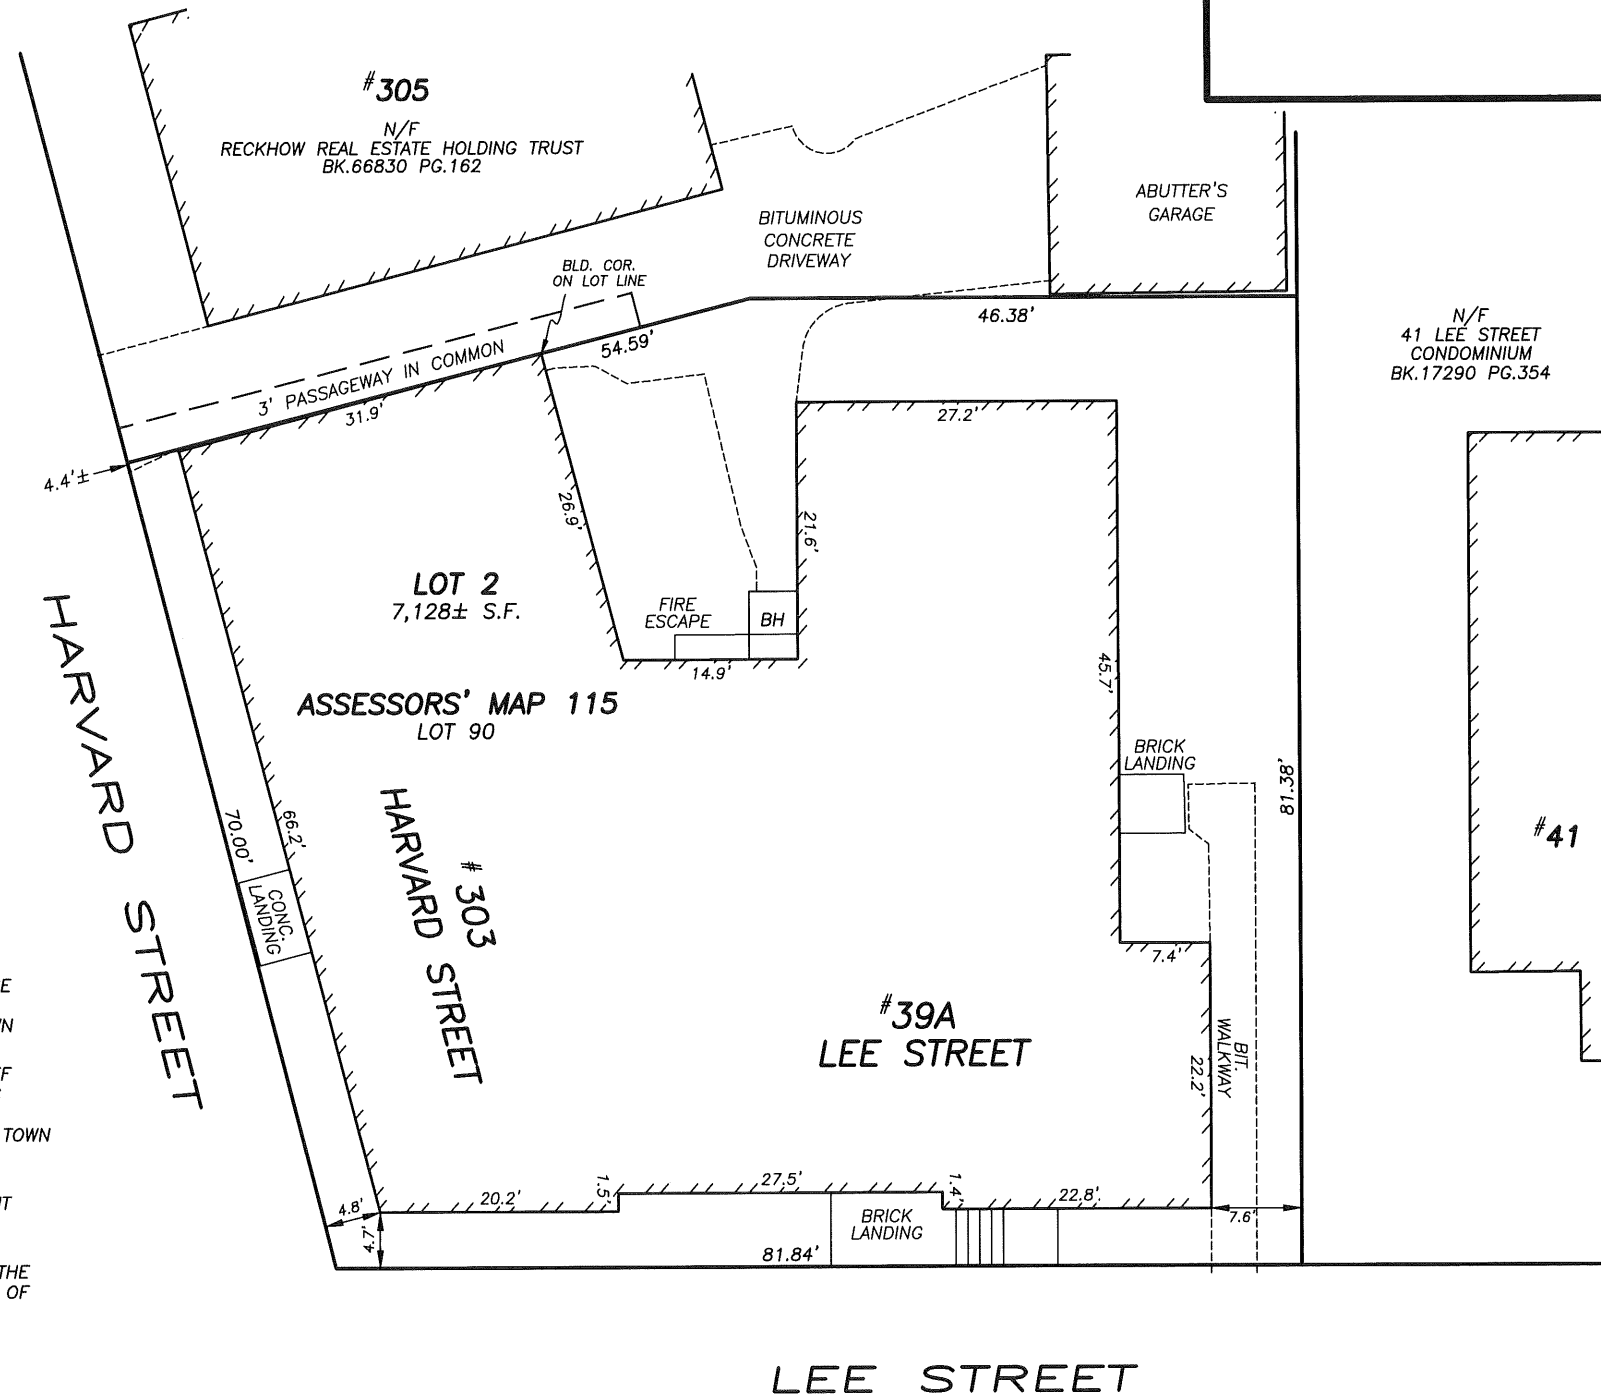 #305
N/F
RECKHOW REAL ESTATE HOLDING TRUST
BK.66830 PG.162
BITUMINOUS
CONCRETE
DRIVEWAY
ABUTTER'S
GARAGE
BLD. COR.
ON LOT LINE
46.38'
54.59'
3' PASSAGEWAY IN COMMON
31.9'
4.4'±
27.2'
N/F
41 LEE STREET
CONDOMINIUM
BK.17290 PG.354
26.9'
21.6'
LOT 2
7,128± S.F.
FIRE
ESCAPE
BH
14.9'
45.7'
ASSESSORS' MAP 115
LOT 90
HARVARD STREET
BRICK
LANDING
81.38'
70.00'
66.2'
CONC.
LANDING
# 303
HARVARD STREET
#41
7.4'
#39A
LEE STREET
BIT.
WALKWAY
22.2'
E
'N
F
TOWN
IT
THE
OF
4.8'
4.7'
20.2'
1.5'
27.5'
1.4'
22.8'
7.6'
BRICK
LANDING
81.84'
LEE STREET